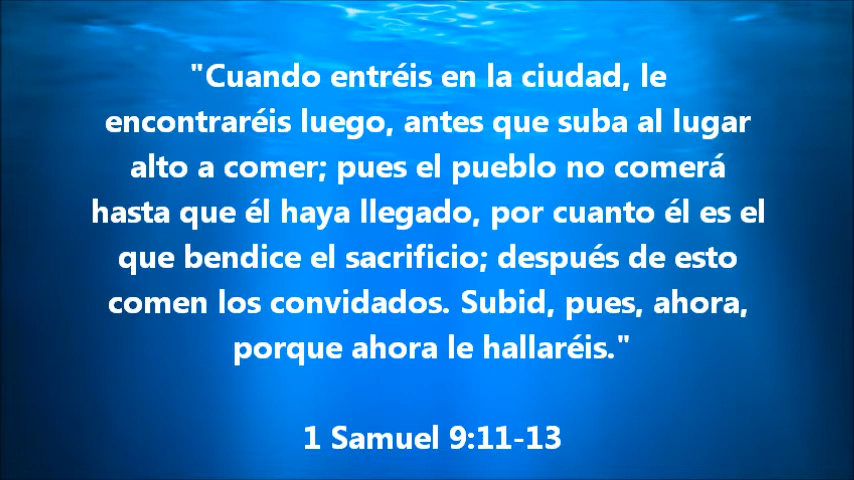 "Cuando entréis en la ciudad, le
encontraréis luego, antes que suba al lugar
alto a comer; pues el pueblo no comerá
hasta que él haya llegado, por cuanto él es el
que bendice el sacrificio; después de esto
comen los convidados. Subid, pues, ahora,
porque ahora le hallaréis."
1 Samuel 9:11-13